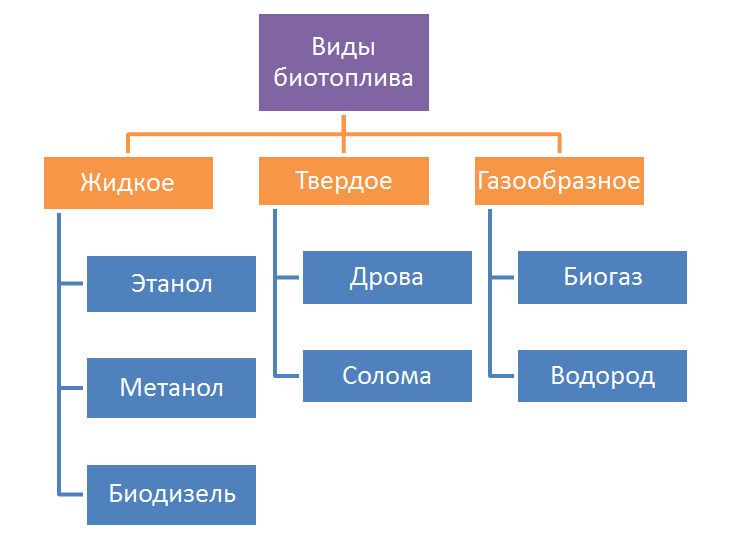 Виды
биотоплива
Жидкое
Твердое
Газообразное
Этанол
Дрова
Биогаз
Метанол
Солома
Водород
Биодизель